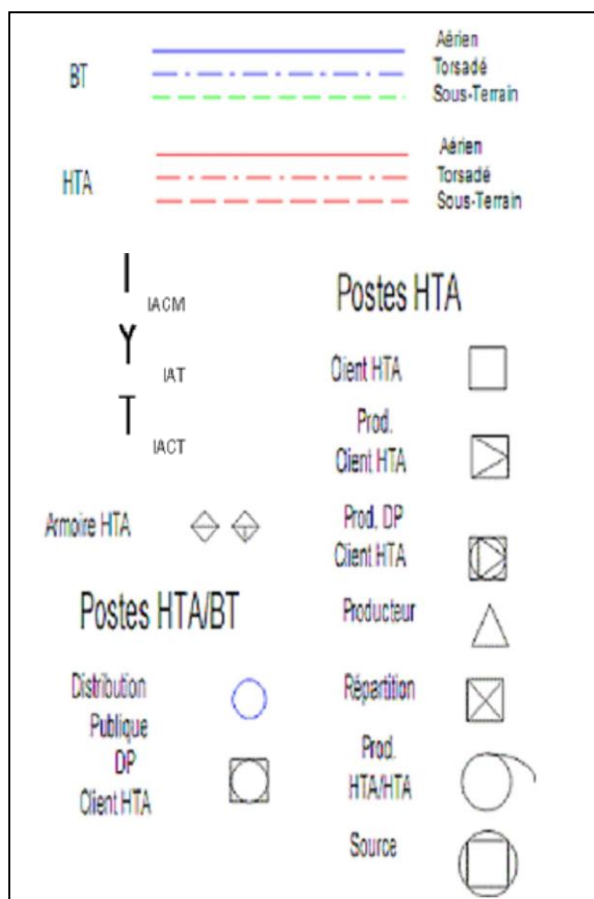 BT
Aérien
Torsadé
Sous-Terrain
HTA
Aérien
Torsadé
Sous-Terrain
IACM
IAT
IACT
Armoire HTA
Postes HTA/BT
Distribution
Publique
DP
Client HTA
Postes HTA
Client HTA
Prod.
Client HTA
Prod. DP
Client HTA
Producteur
Répartition
Prod.
HTA/HTA
Source